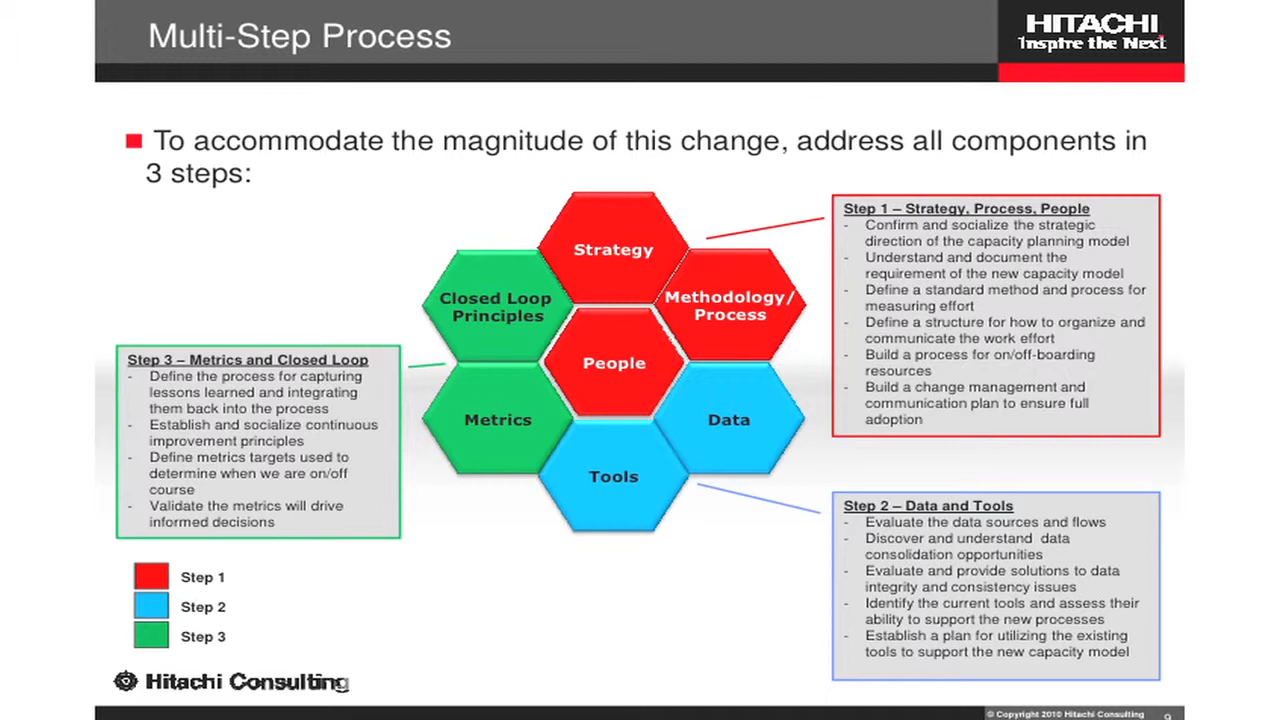 Multi-Step Process
HITACHI
Inspire the Next
To accommodate the magnitude of this change, address all components in
3 steps:
Strategy
Closed Loop
Principles
Methodology/
Process
People
Metrics
Data
Tools
Step 1 – Strategy, Process, People
- Confirm and socialize the strategic
direction of the capacity planning model
- Understand and document the
requirement of the new capacity model
- Define a standard method and process for
measuring effort
- Define a structure for how to organize and
communicate the work effort
- Build a process for on/off-boarding
resources
- Build a change management and
communication plan to ensure full
adoption
Step 3 – Metrics and Closed Loop
- Define the process for capturing
lessons learned and integrating
them back into the process
- Establish and socialize continuous
improvement principles
- Define metrics targets used to
determine when we are on/off
course
- Validate the metrics will drive
informed decisions
Step 2 – Data and Tools
- Evaluate the data sources and flows
- Discover and understand data
consolidation opportunities
- Evaluate and provide solutions to data
integrity and consistency issues
- Identify the current tools and assess their
ability to support the new processes
- Establish a plan for utilizing the existing
tools to support the new capacity model
Step 1
Step 2
Step 3
Hitachi Consulting
© Copyright 2010 Hitachi Consulting
9